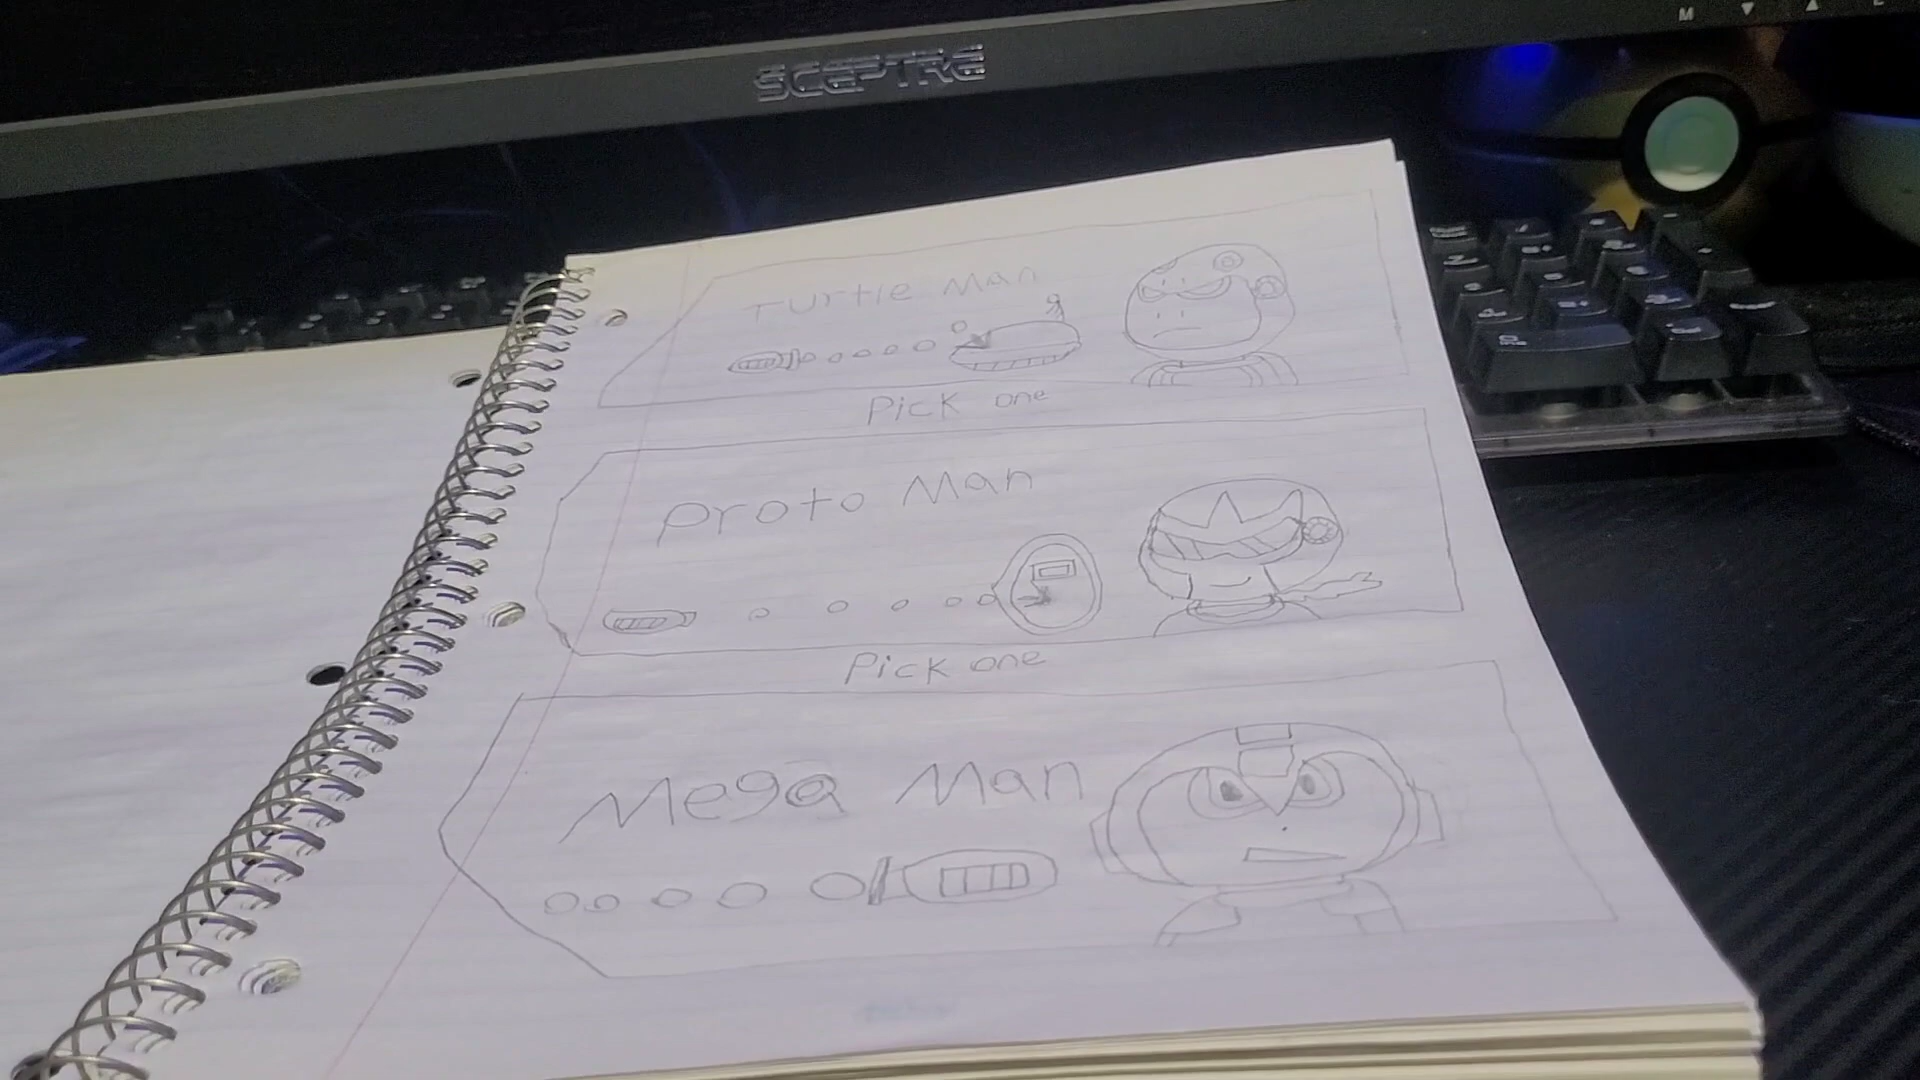 SCEPTRE
M
Turtle Man
Pick one
Proto Man
Pick one
Mega Man